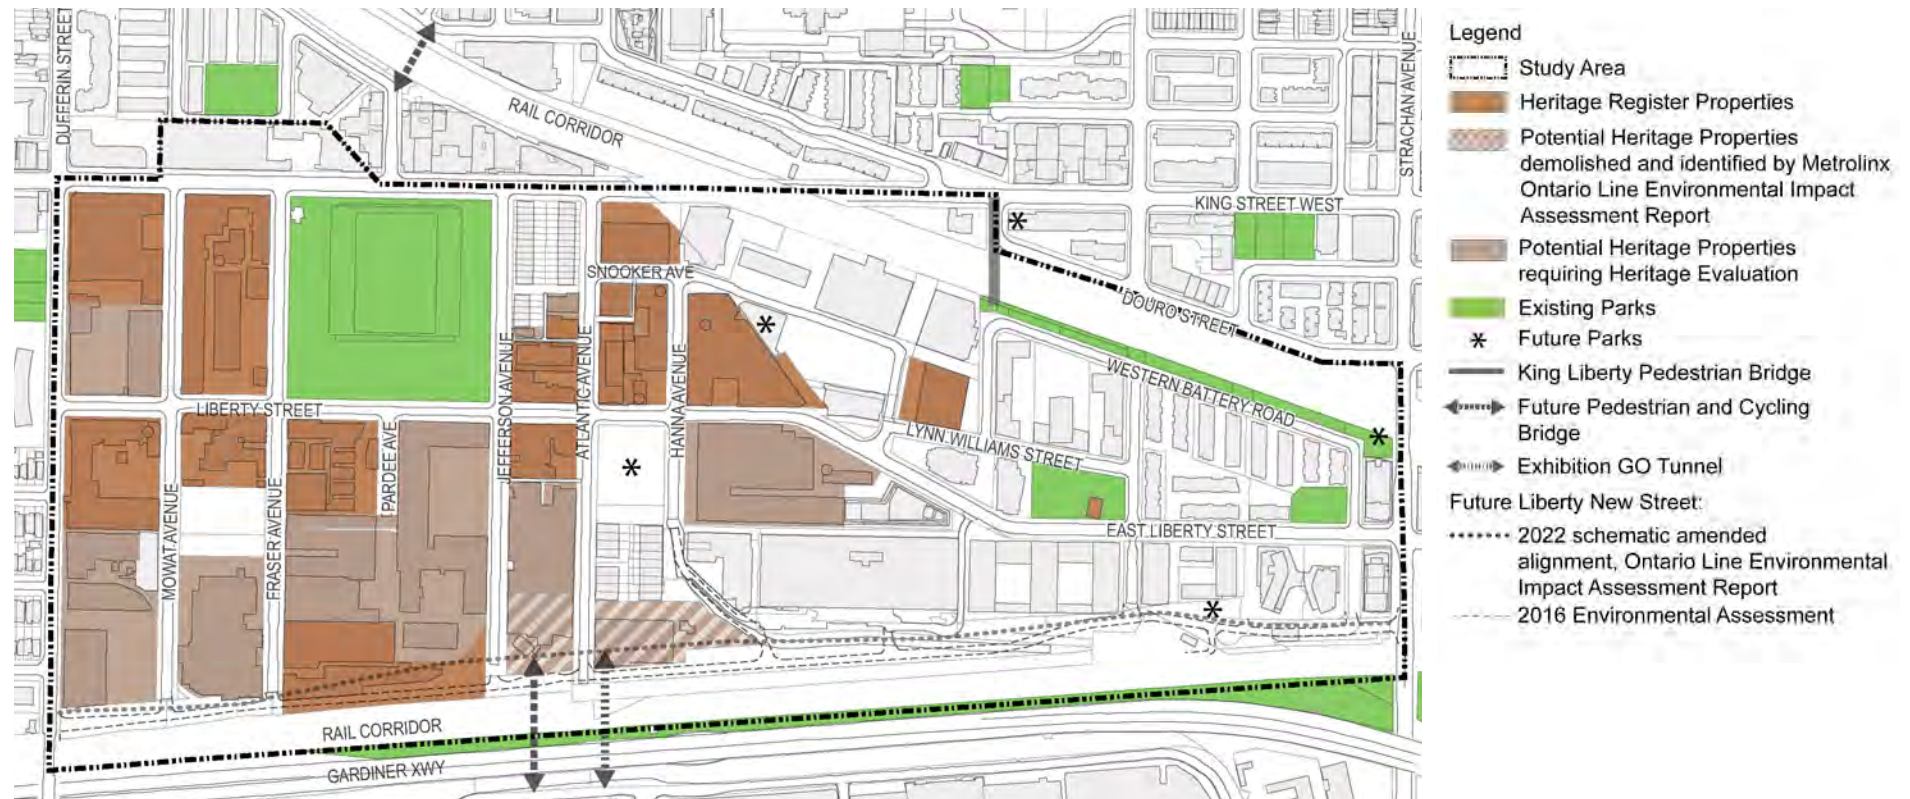 DUFFERIN STREET
RAIL CORRIDOR
STRACHAN AVENUE
KING STREET WEST
SNOOKER AVE
DOURO STREET
JEFFERSON AVENUE
ATLANTIC AVENUE
HANNA AVENUE
WESTERN BATTERY ROAD
LIBERTY STREET
PARDEE AVE
LYNN WILLIAMS STREET
MOWAT AVENUE
FRASER AVENUE
EAST LIBERTY STREET
RAIL CORRIDOR
GARDINER XWY
Legend
Study Area
Heritage Register Properties
Potential Heritage Properties
demolished and identified by Metrolinx
Ontario Line Environmental Impact
Assessment Report
Potential Heritage Properties
requiring Heritage Evaluation
Existing Parks
Future Parks
King Liberty Pedestrian Bridge
Future Pedestrian and Cycling
Bridge
Exhibition GO Tunnel
Future Liberty New Street:
2022 schematic amended
alignment, Ontario Line Environmental
Impact Assessment Report
2016 Environmental Assessment